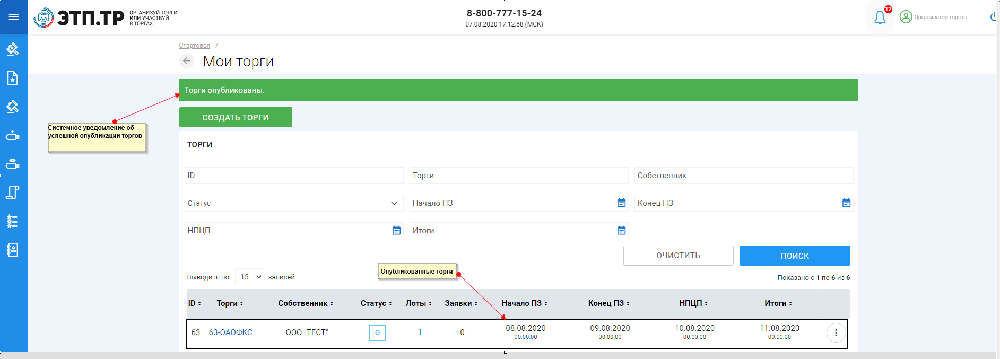 ЭТП.ТР
ОРГАНИЗУЙ ТОРГИ
ИЛИ УЧАСТВУЙ
В ТОРГАХ
8-800-777-15-24
07.08.2020 17:12:58 (МСК)
12
Организатор торгов
Стартовая /
Мои торги
Торги опубликованы.
СОЗДАТЬ ТОРГИ
Системное уведомление об
успешной опубликации торгов
ТОРГИ
ID Торги Собственник
Статус Начало ПЗ Конец ПЗ
НПЦП Итоги
ОЧИСТИТЬ ПОИСК
Опубликованные торги
Выводить по 15 записей
Показано с 1 по 6 из 6
ID Торги Собственник Статус Лоты Заявки Начало ПЗ Конец ПЗ НПЦП Итоги
63 63-ОАОФКС ООО "ТЕСТ" О 1 0 08.08.2020 09.08.2020 10.08.2020 11.08.2020
00:00:00 00:00:00 00:00:00 00:00:00